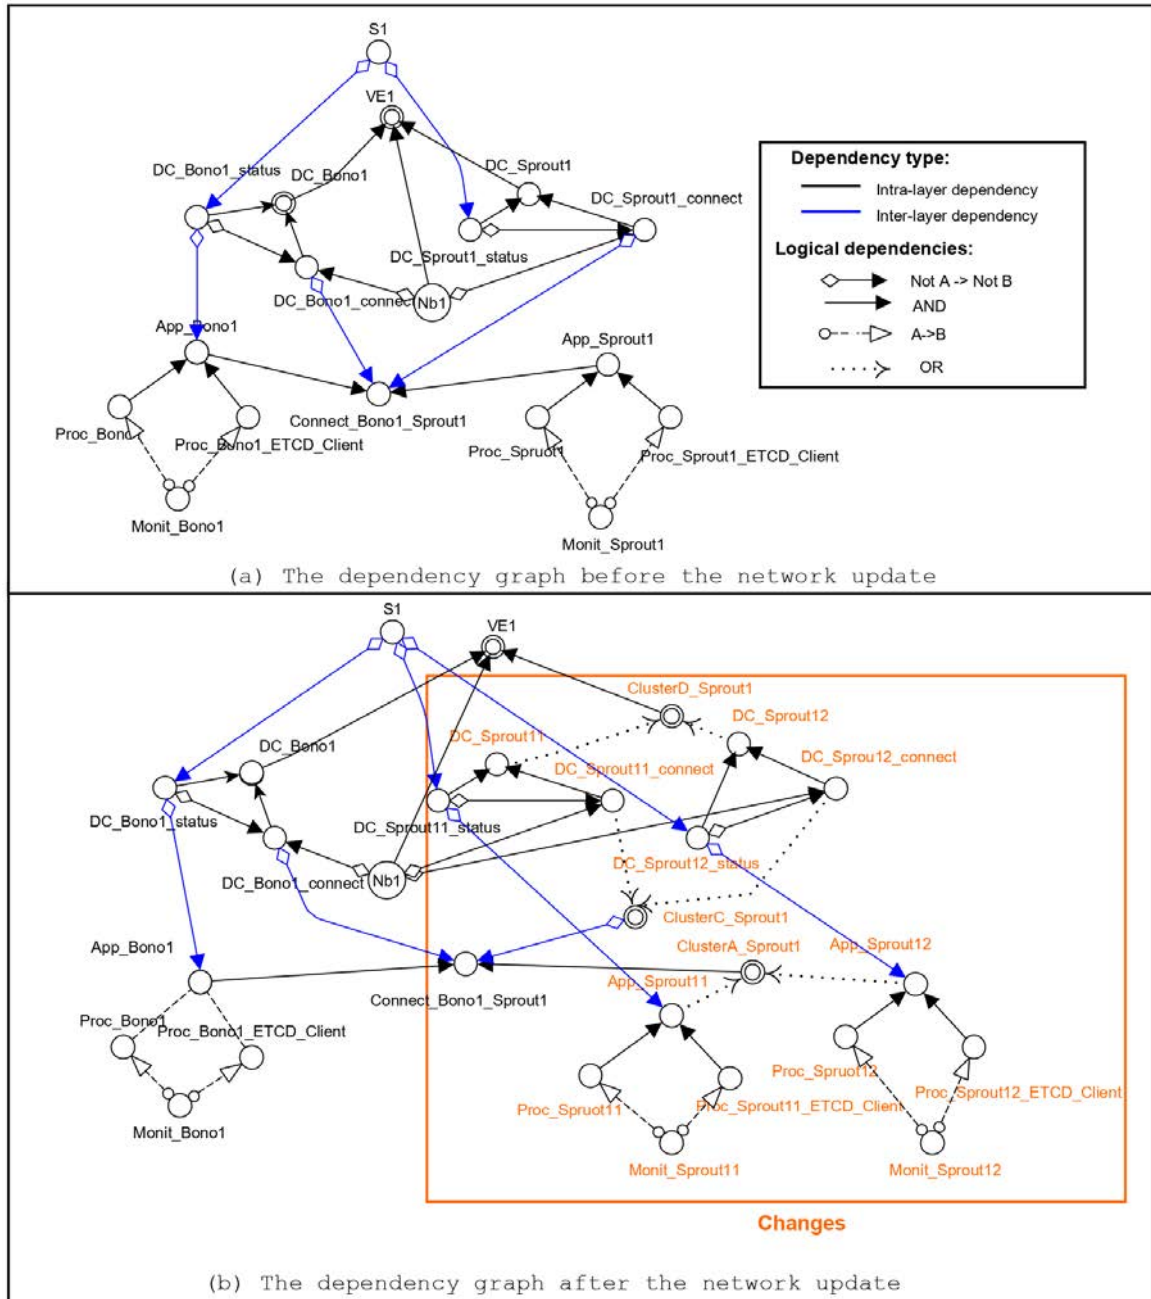 S1
VE1
DC_Bono1_status
DC_Bono1
DC_Sprout1
DC_Sprout1_connect
DC_Sprout1_status
DC_Bono1_connect
Nb1
App_Bono1
App_Sprout1
Connect_Bono1_Sprout1
Proc_Bono
Proc_Bono1_ETCD_Client
Proc_Spruot1
Proc_Sprout1_ETCD_Client
Monit_Bono1
Monit_Sprout1
Dependency type:
Intra-layer dependency
Inter-layer dependency
Logical dependencies:
Not A -> Not B
AND
A->B
OR
(a) The dependency graph before the network update
S1
VE1
ClusterD_Sprout1
DC_Sprout12
DC_Bono1
DC_Sprout11
DC_Sprout11_connect
DC_Sprou12_connect
DC_Bono1_status
DC_Sprout11_status
DC_Sprout12_status
DC_Bono1_connect
Nb1
ClusterC_Sprout1
App_Bono1
ClusterA_Sprout1
App_Sprout12
App_Sprout11
Connect_Bono1_Sprout1
Proc_Bono1
Proc_Bono1_ETCD_Client
Proc_Spruot12
Proc_Sprout12_ETCD_Client
Proc_Spruot11
Proc_Sprout11_ETCD_Client
Monit_Bono1
Monit_Sprout11
Monit_Sprout12
Changes
(b) The dependency graph after the network update